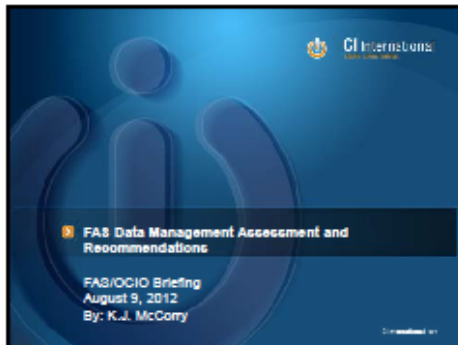 CI International
FAS Data Management Assessment and
Recommendations
FAS/OCIO Briefing
August 9, 2012
By: K.J. McCorry